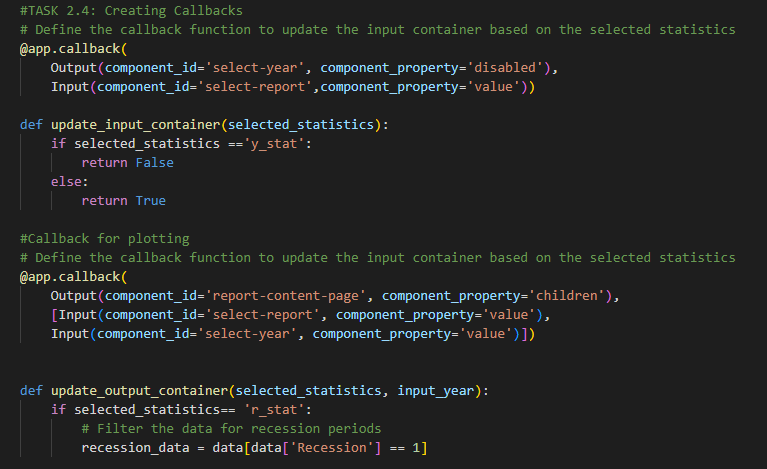 #TASK 2.4: Creating Callbacks
# Define the callback function to update the input container based on the selected statistics
@app.callback(
    Output(component_id='select-year', component_property='disabled'),
    Input(component_id='select-report',component_property='value'))

def update_input_container(selected_statistics):
    if selected_statistics =='y_stat':
        return False
    else:
        return True

#Callback for plotting
# Define the callback function to update the input container based on the selected statistics
@app.callback(
    Output(component_id='report-content-page', component_property='children'),
    [Input(component_id='select-report', component_property='value'),
    Input(component_id='select-year', component_property='value')])


def update_output_container(selected_statistics, input_year):
    if selected_statistics== 'r_stat':
        # Filter the data for recession periods
        recession_data = data[data['Recession'] == 1]